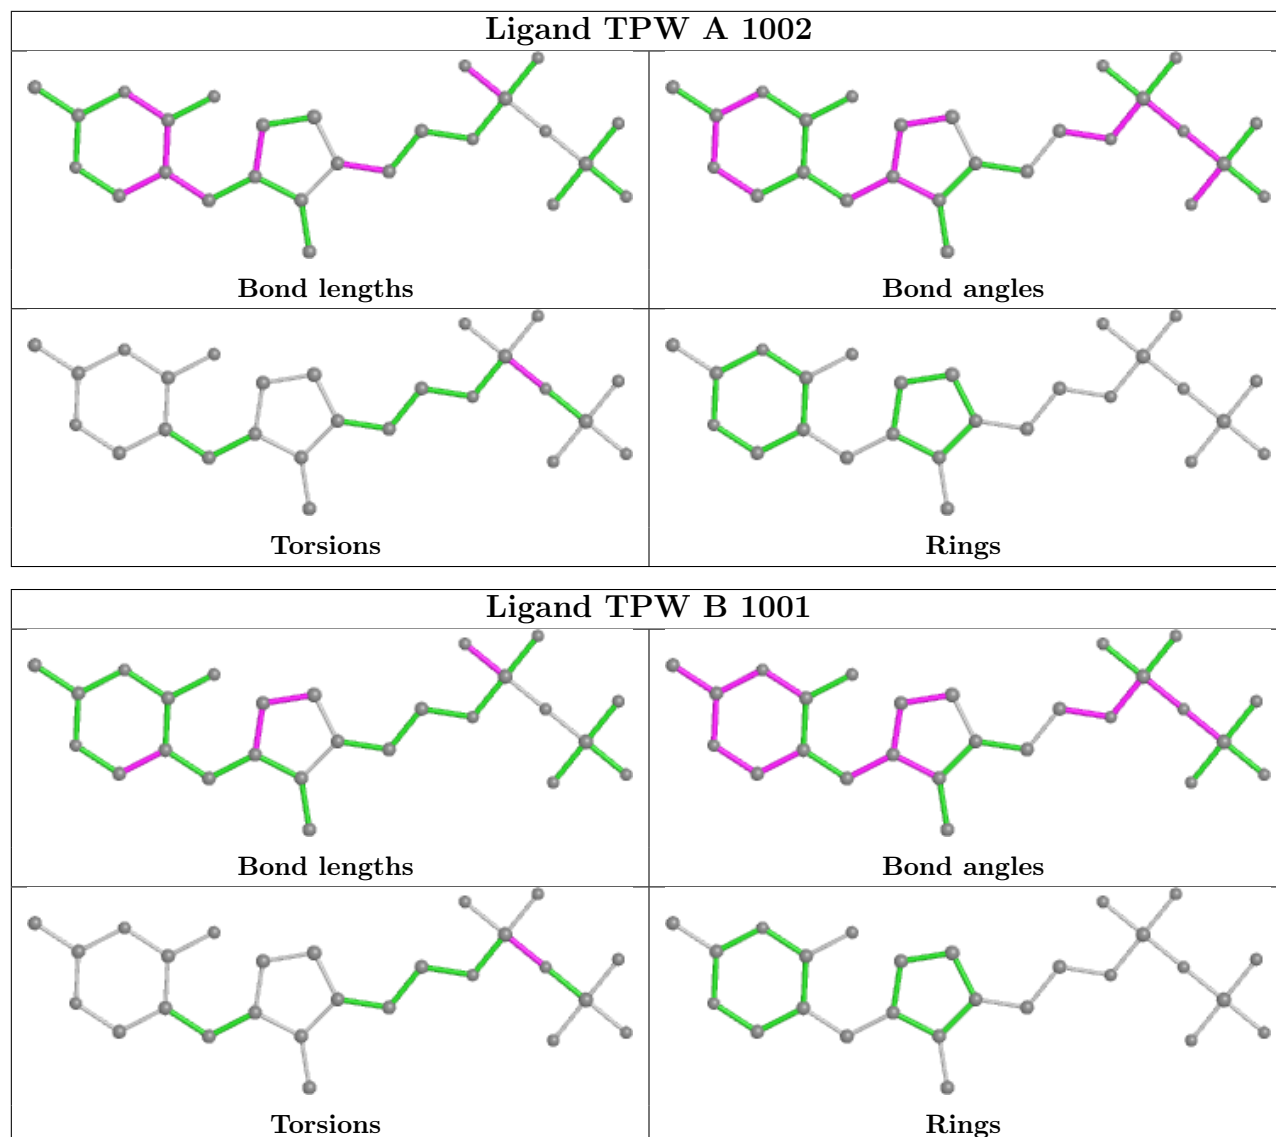 Ligand TPW A 1002
Bond lengths
Bond angles
Torsions
Rings
Ligand TPW B 1001
Bond lengths
Bond angles
Torsions
Rings